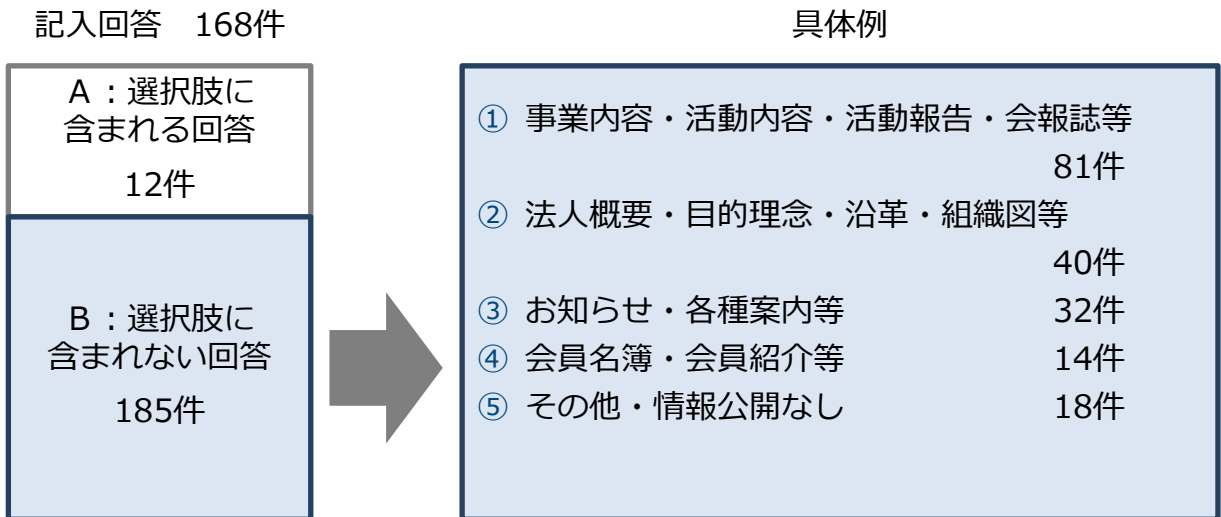 記入回答　168件
A：選択肢に
含まれる回答
12件
B：選択肢に
含まれない回答
185件
具体例
① 事業内容・活動内容・活動報告・会報誌等
81件
② 法人概要・目的理念・沿革・組織図等
40件
③ お知らせ・各種案内等　32件
④ 会員名簿・会員紹介等　14件
⑤ その他・情報公開なし　18件